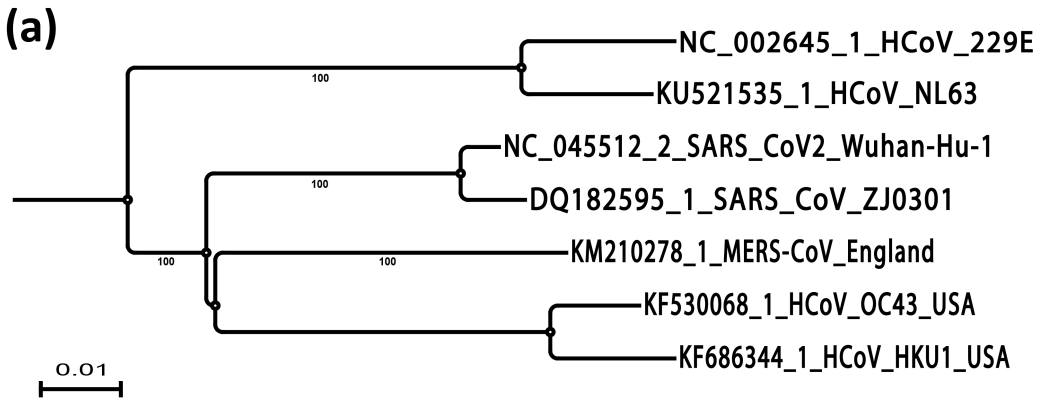 (a)
NC_002645_1_HCoV_229E
100
KU521535_1_HCoV_NL63
NC_045512_2_SARS_CoV2_Wuhan-Hu-1
100
DQ182595_1_SARS_CoV_ZJ0301
100
100
KM210278_1_MERS-CoV_England
KF530068_1_HCoV_OC43_USA
KF686344_1_HCoV_HKU1_USA
0.01